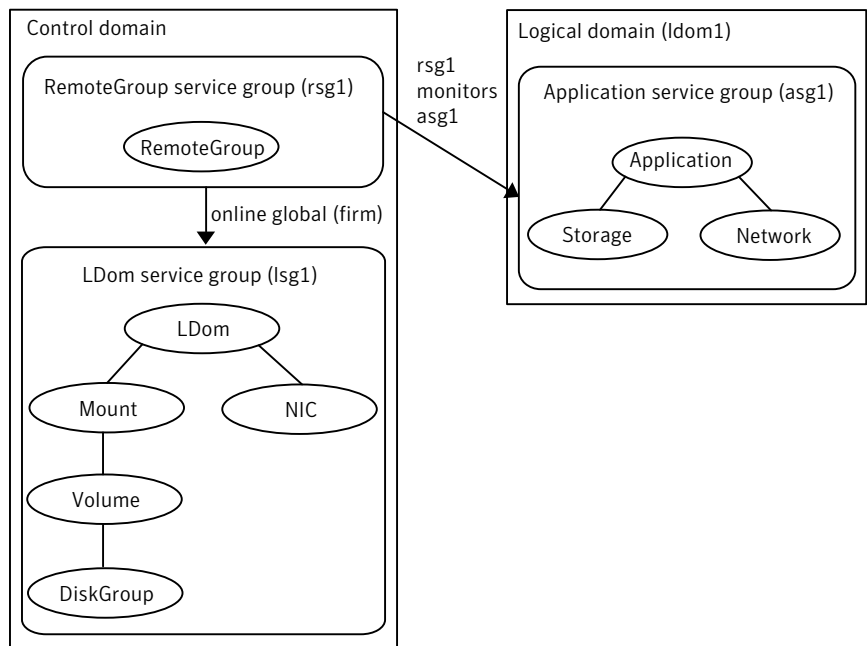 Control domain
RemoteGroup service group (rsg1)
RemoteGroup
online global (firm)
LDom service group (lsg1)
LDom
Mount
NIC
Volume
DiskGroup
rsg1
monitors
asg1
Logical domain (ldom1)
Application service group (asg1)
Application
Storage
Network